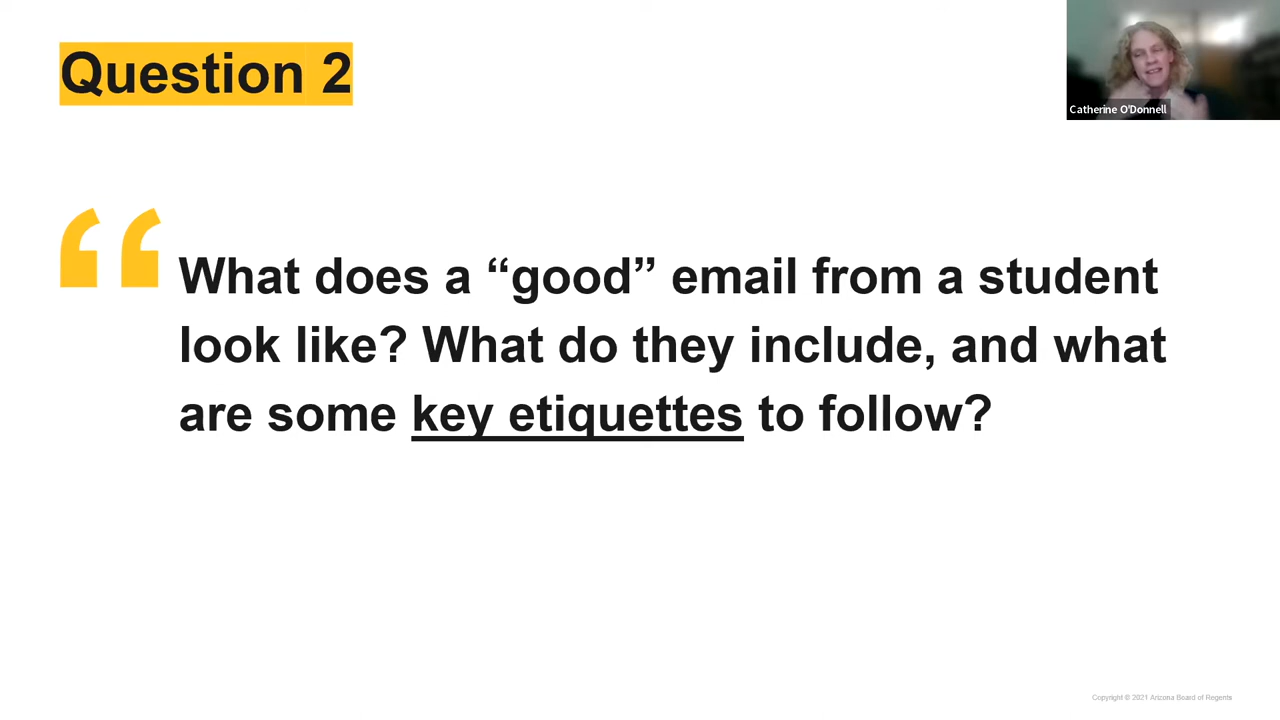 Question 2
Catherine O'Donnell
“
What does a “good” email from a student
look like? What do they include, and what
are some key etiquettes to follow?
Copyright © 2021 Arizona Board of Regents